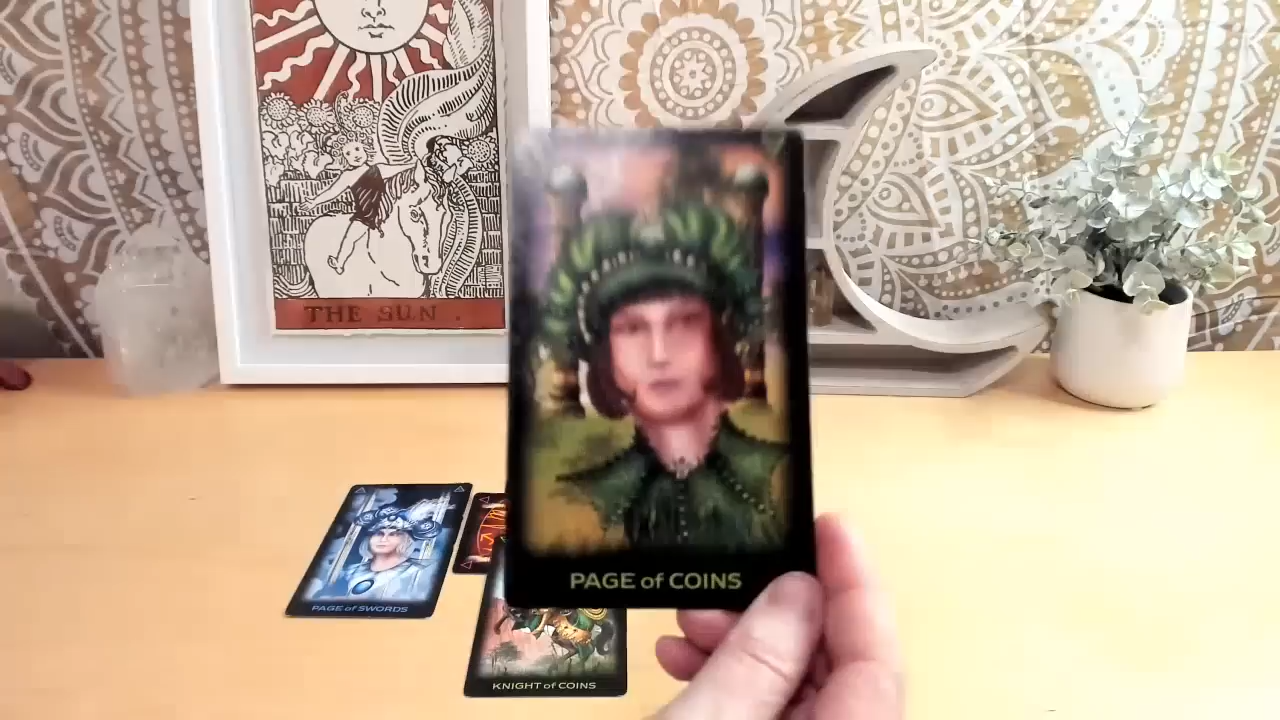 THE SUN.
PAGE of COINS
PAGE of SWORDS
KNIGHT of COINS